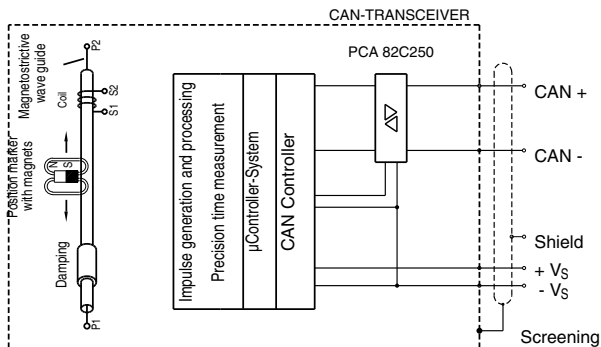 CAN-TRANSCEIVER
P2
Magnetostrictive
wave guide
Coil
S2
S1
Position marker
with magnets
N
S
Damping
P1
Impulse generation and processing
Precision time measurement
µController-System
CAN Controller
PCA 82C250
CAN +
CAN -
Shield
+ VS
- VS
Screening